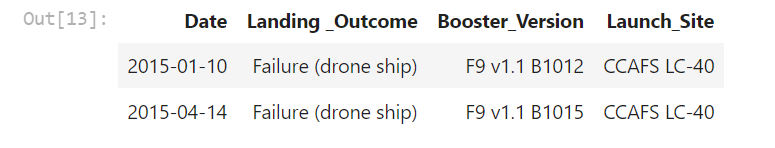 Out[13]: Date Landing _Outcome Booster_Version Launch_Site
2015-01-10 Failure (drone ship) F9 v1.1 B1012 CCAFS LC-40
2015-04-14 Failure (drone ship) F9 v1.1 B1015 CCAFS LC-40